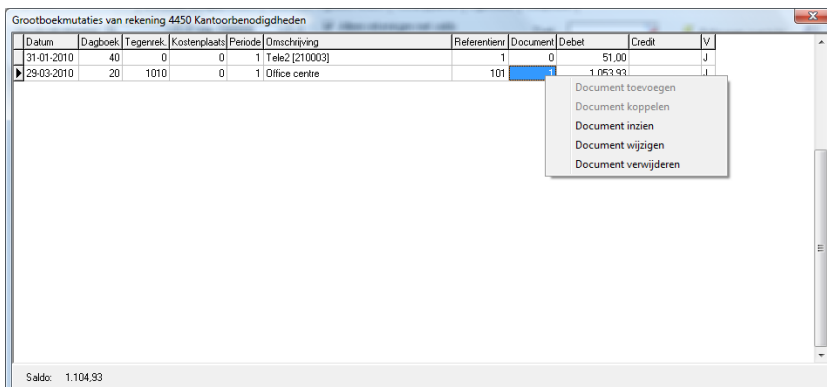 Grootboekmutaties van rekening 4450 Kantoorbenodigdheden
Datum Dagboek Tegenrek. Kostenplaats Periode Omschrijving Referentienr Document Debet Credit V
31-01-2010 40 0 0 1 Tele2 [210003] 1 0 51,00 J
29-03-2010 20 1010 0 1 Office centre 101 1 1.053,93 J
Document toevoegen
Document koppelen
Document inzien
Document wijzigen
Document verwijderen
Saldo: 1.104,93